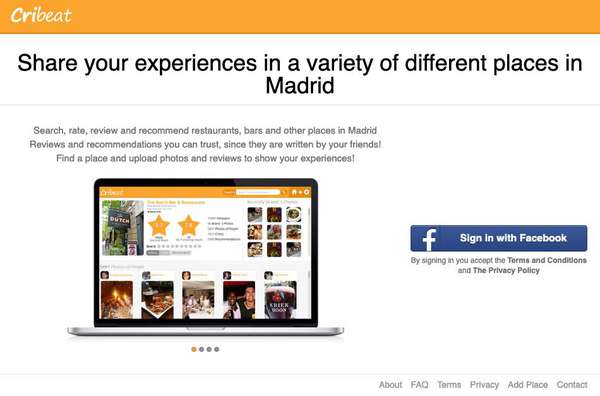 Cribeat
Share your experiences in a variety of different places in
Madrid
Search, rate, review and recommend restaurants, bars and other places in Madrid
Reviews and recommendations you can trust, since they are written by your friends!
Find a place and upload photos and reviews to show your experiences!
Cribeat
DUTCH
Sign in with Facebook
By signing in you accept the Terms and Conditions
and The Privacy Policy
About FAQ Terms Privacy Add Place Contact